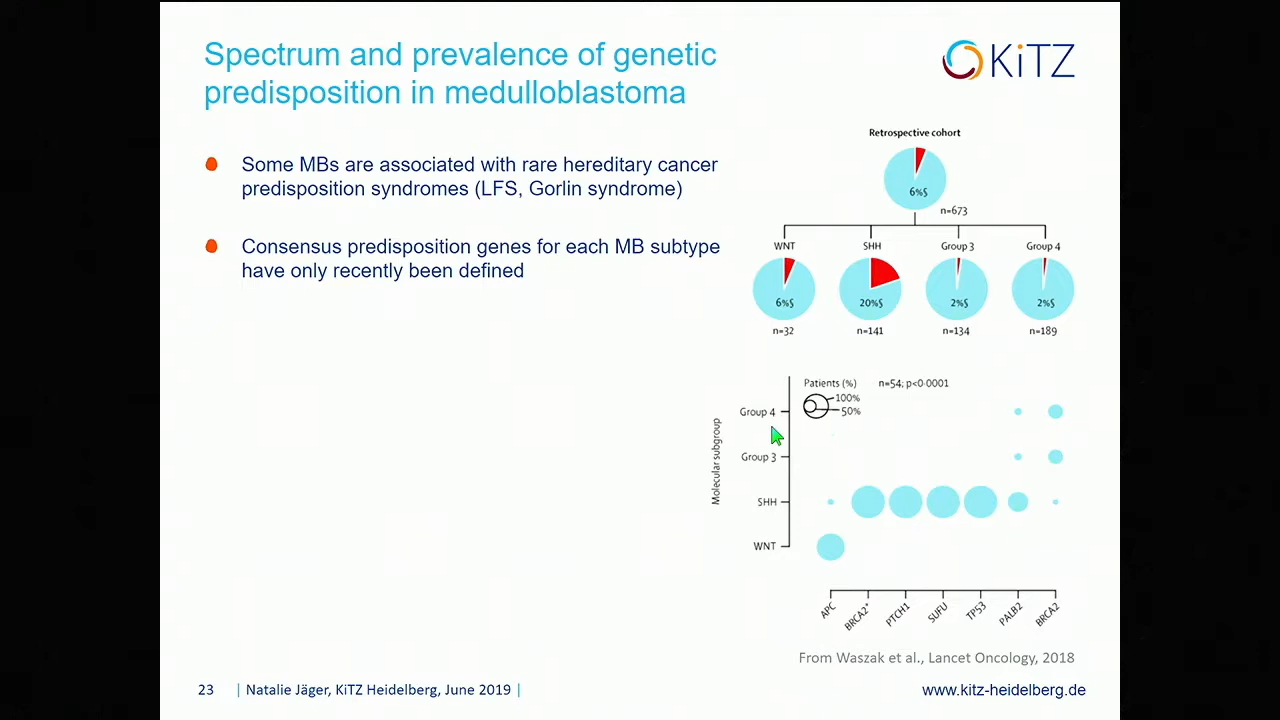 Spectrum and prevalence of genetic
predisposition in medulloblastoma
KiTZ
Some MBs are associated with rare hereditary cancer
predisposition syndromes (LFS, Gorlin syndrome)
Consensus predisposition genes for each MB subtype
have only recently been defined
Retrospective cohort
6%§
n=673
WNT SHH Group 3 Group 4
6%§ 20%§ 2%§ 2%§
n=32 n=141 n=134 n=189
Patients (%) n=54; p<0·0001
100%
50%
Molecular subgroup
Group 4
Group 3
SHH
WNT
APC BRCA2* PTCH1 SUFU TP53 PALB2 BRCA2
From Waszak et al., Lancet Oncology, 2018
23 | Natalie Jäger, KiTZ Heidelberg, June 2019 |
www.kitz-heidelberg.de